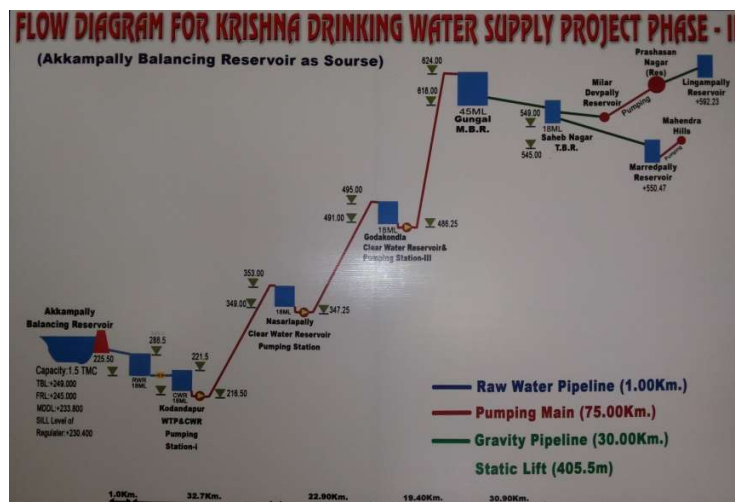 FLOW DIAGRAM FOR KRISHNA DRINKING WATER SUPPLY PROJECT PHASE - II
(Akkampally Balancing Reservoir as Sourse)
624.00
618.00
45ML
Gungal
M.B.R.
549.00
545.00
18ML
Saheb Nagar
T.B.R.
Milar
Devpally
Reservoir
Pumping
Prashasan
Nagar
(Res)
Lingampally
Reservoir
+592.23
Mahendra
Hills
Pumping
Marredpally
Reservoir
+550.47
495.00
491.00
18ML
486.25
Godakondla
Clear Water Reservoir&
Pumping Station-III
353.00
349.00
18ML
347.25
Nasarlapally
Clear Water Reservoir
Pumping Station
Akkampally
Balancing Reservoir
225.50
288.5
RWR
18ML
221.5
CWR
18ML
216.50
Kodandapur
WTP&CWR
Pumping
Station-i
Capacity:1.5 TMC
TBL:+249.000
FRL:+245.000
MDDL:+233.800
SILL Level of
Regulater:+230.400
Raw Water Pipeline (1.00Km.)
Pumping Main (75.00Km.)
Gravity Pipeline (30.00Km.)
Static Lift (405.5m)
1.0Km.
32.7Km.
22.90Km.
19.40Km.
30.90Km.